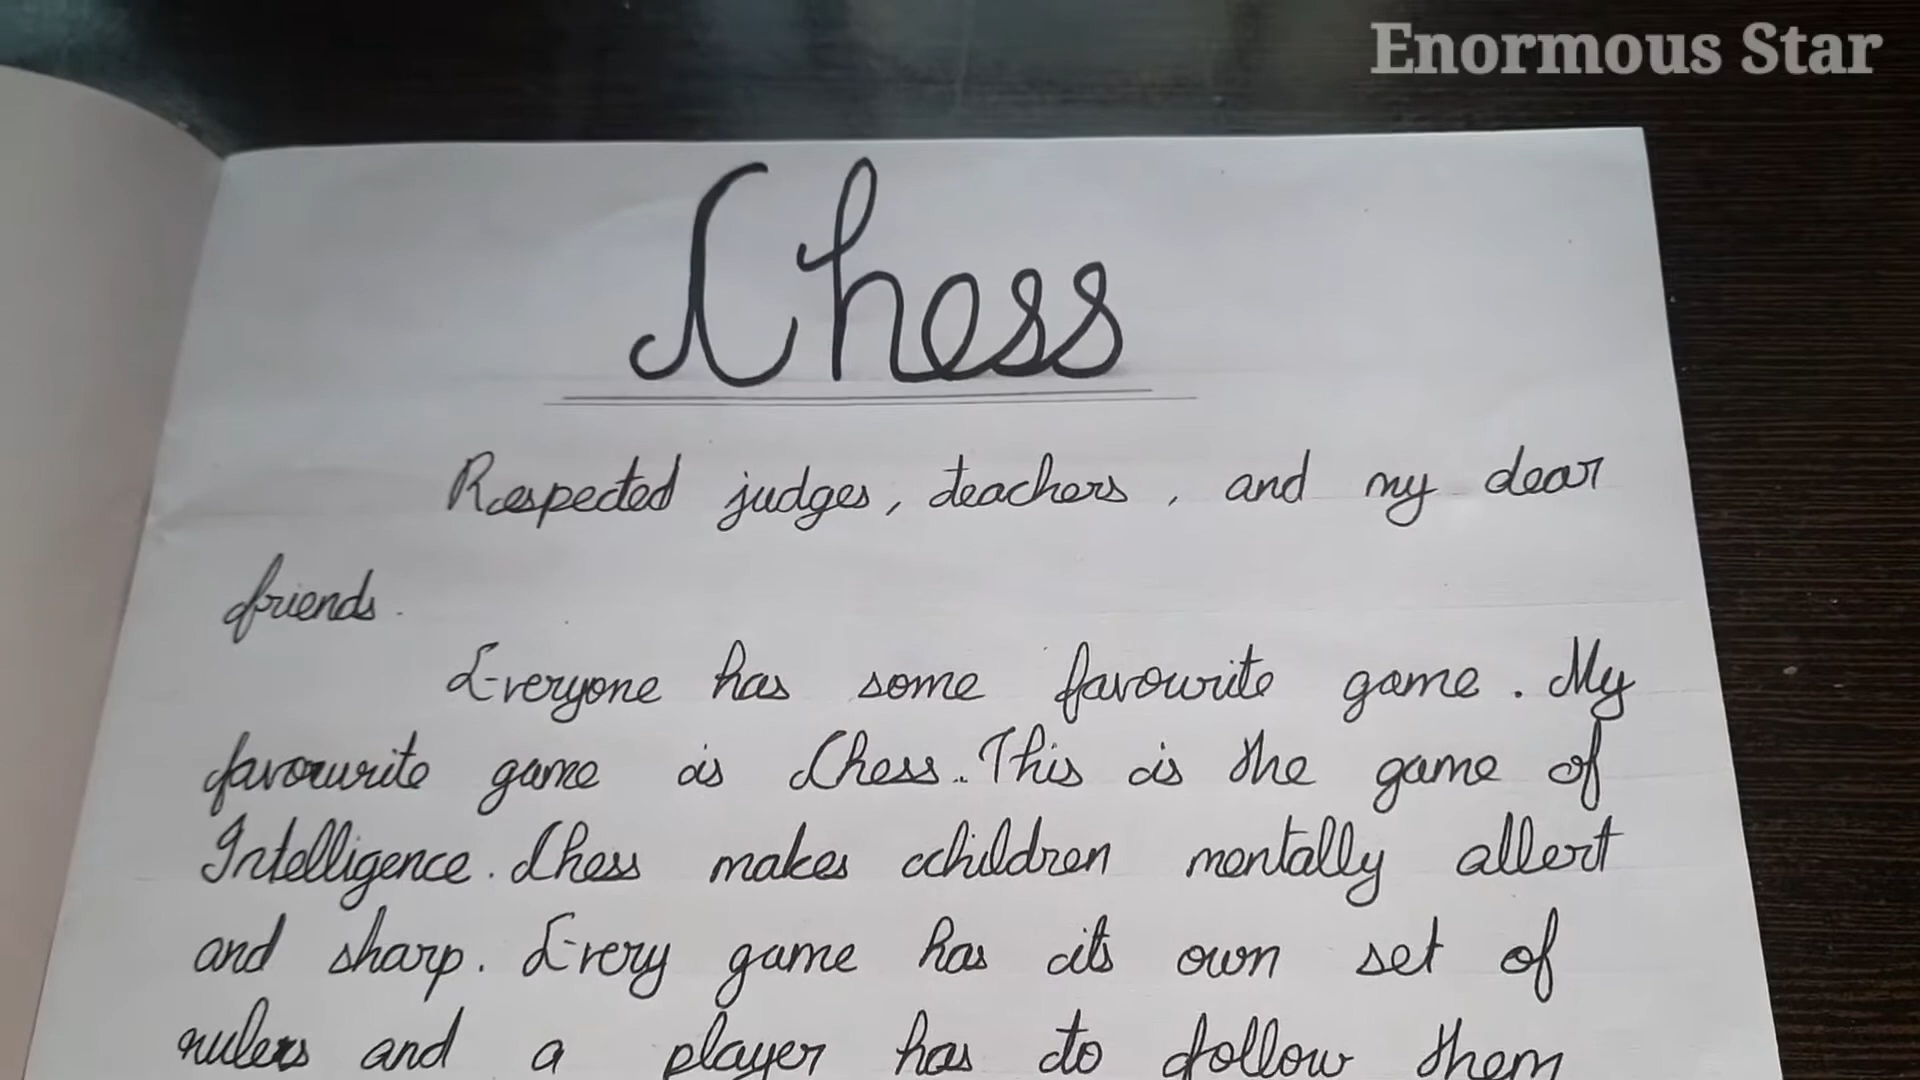 Enormous Star
Chess
Respected judges, teachers, and my dear
friends.
Everyone has some favourite game. My
favourite game is Chess. This is the game of
Intelligence. Chess makes children mentally allert
and sharp. Every game has its own set of
rules and a player has to follow them